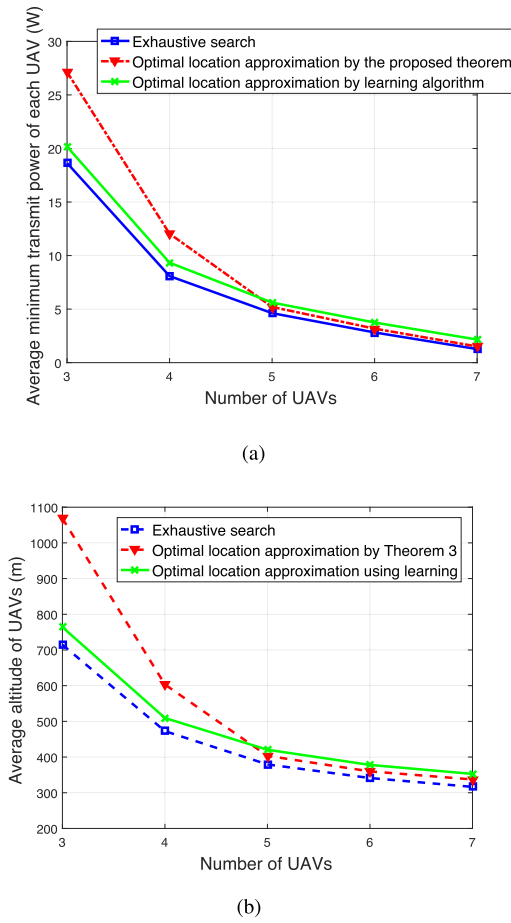 Average minimum transmit power of each UAV (W)
30
25
20
15
10
5
0
Exhaustive search
Optimal location approximation by the proposed theorem
Optimal location approximation by learning algorithm
3 4 5 6 7
Number of UAVs
(a)
Average altitude of UAVs (m)
1100
1000
900
800
700
600
500
400
300
200
Exhaustive search
Optimal location approximation by Theorem 3
Optimal location approximation using learning
3 4 5 6 7
Number of UAVs
(b)